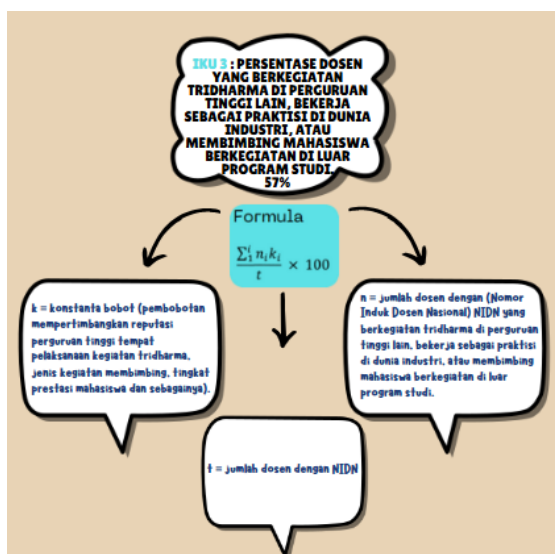 IKU 3 : PERSENTASE DOSEN
YANG BERKEGIATAN
TRIDHARMA DI PERGURUAN
TINGGI LAIN, BEKERJA
SEBAGAI PRAKTISI DI DUNIA
INDUSTRI, ATAU
MEMBIMBING MAHASISWA
BERKEGIATAN DI LUAR
PROGRAM STUDI.
57%
Formula
∑₁ⁱ nᵢkᵢ
t
× 100
k = konstanta bobot (pembobotan
mempertimbangkan reputasi
perguruan tinggi tempat
pelaksanaan kegiatan tridharma,
jenis kegiatan membimbing, tingkat
prestasi mahasiswa dan sebagainya).
n = jumlah dosen dengan (Nomor
Induk Dosen Nasional) NIDN yang
berkegiatan tridharma di perguruan
tinggi lain, bekerja sebagai praktisi
di dunia industri, atau membimbing
mahasiswa berkegiatan di luar
program studi.
t = jumlah dosen dengan NIDN